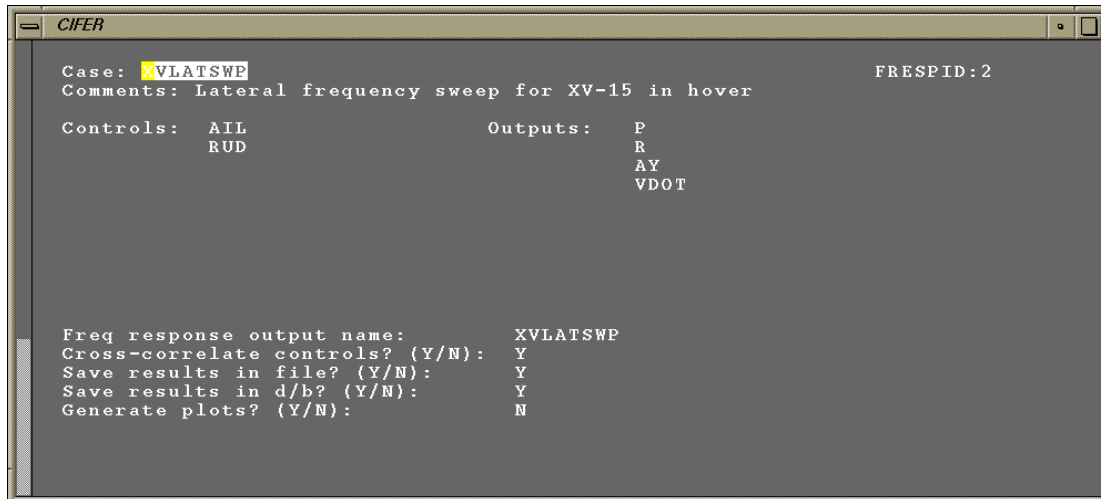 CIFER
Case: XVLATSWP FRESPID:2
Comments: Lateral frequency sweep for XV-15 in hover
Controls: AIL Outputs: P
RUD R
AY
VDOT
Freq response output name: XVLATSWP
Cross-correlate controls? (Y/N): Y
Save results in file? (Y/N): Y
Save results in d/b? (Y/N): Y
Generate plots? (Y/N): N